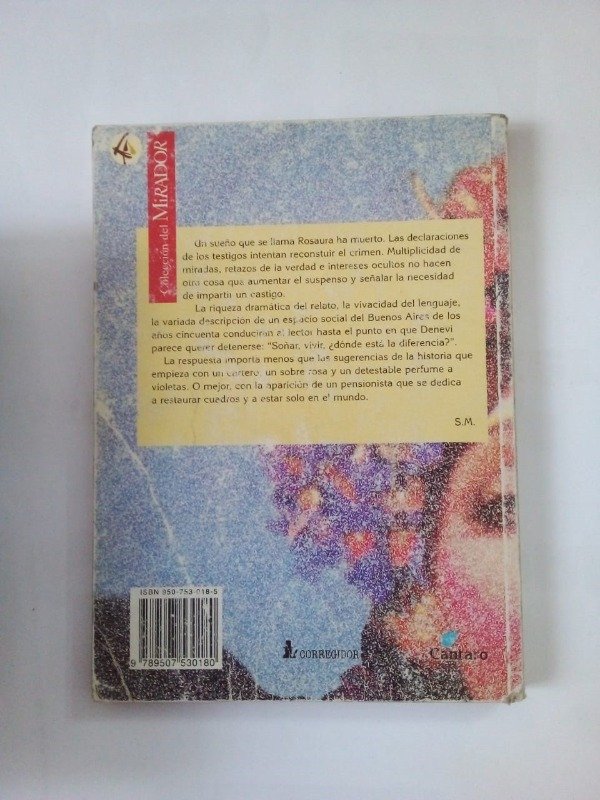 Colección del MiRADOR
Un sueño que se llama Rosaura ha muerto. Las declaraciones
de los testigos intentan reconstuir el crimen. Multiplicidad de
miradas, retazos de la verdad e intereses ocultos no hacen
otra cosa que aumentar el suspenso y señalar la necesidad
de impartir un castigo.
La riqueza dramática del relato, la vivacidad del lenguaje,
la variada descripción de un espacio social del Buenos Aires de los
años cincuenta conducirán al lector hasta el punto en que Denevi
parece querer detenerse: “Soñar, vivir, ¿dónde está la diferencia?”.
La respuesta importa menos que las sugerencias de la historia que
empieza con un cartero, un sobre rosa y un detestable perfume a
violetas. O mejor, con la aparición de un pensionista que se dedica
a restaurar cuadros y a estar solo en el mundo.
S.M.
ISBN 950-753-018-5
9 789507 530180
CORREGIDOR
Cántaro